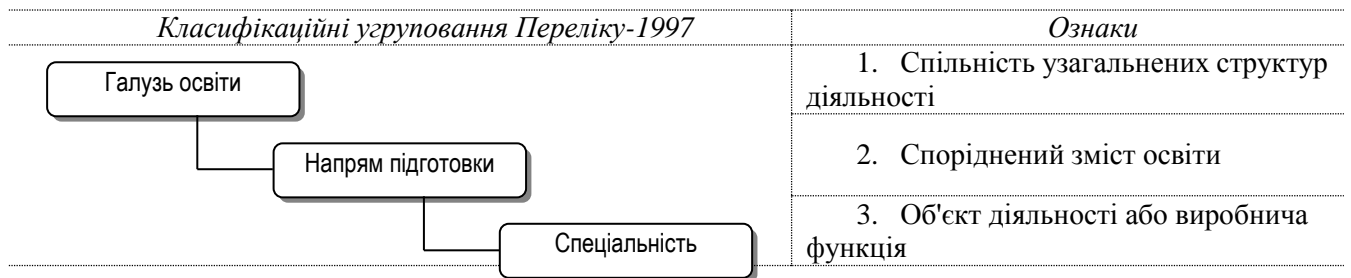 Класифікаційні угруповання Переліку-1997
Ознаки
Галузь освіти
1. Спільність узагальнених структур
діяльності
Напрям підготовки
2. Споріднений зміст освіти
Спеціальність
3. Об'єкт діяльності або виробнича
функція